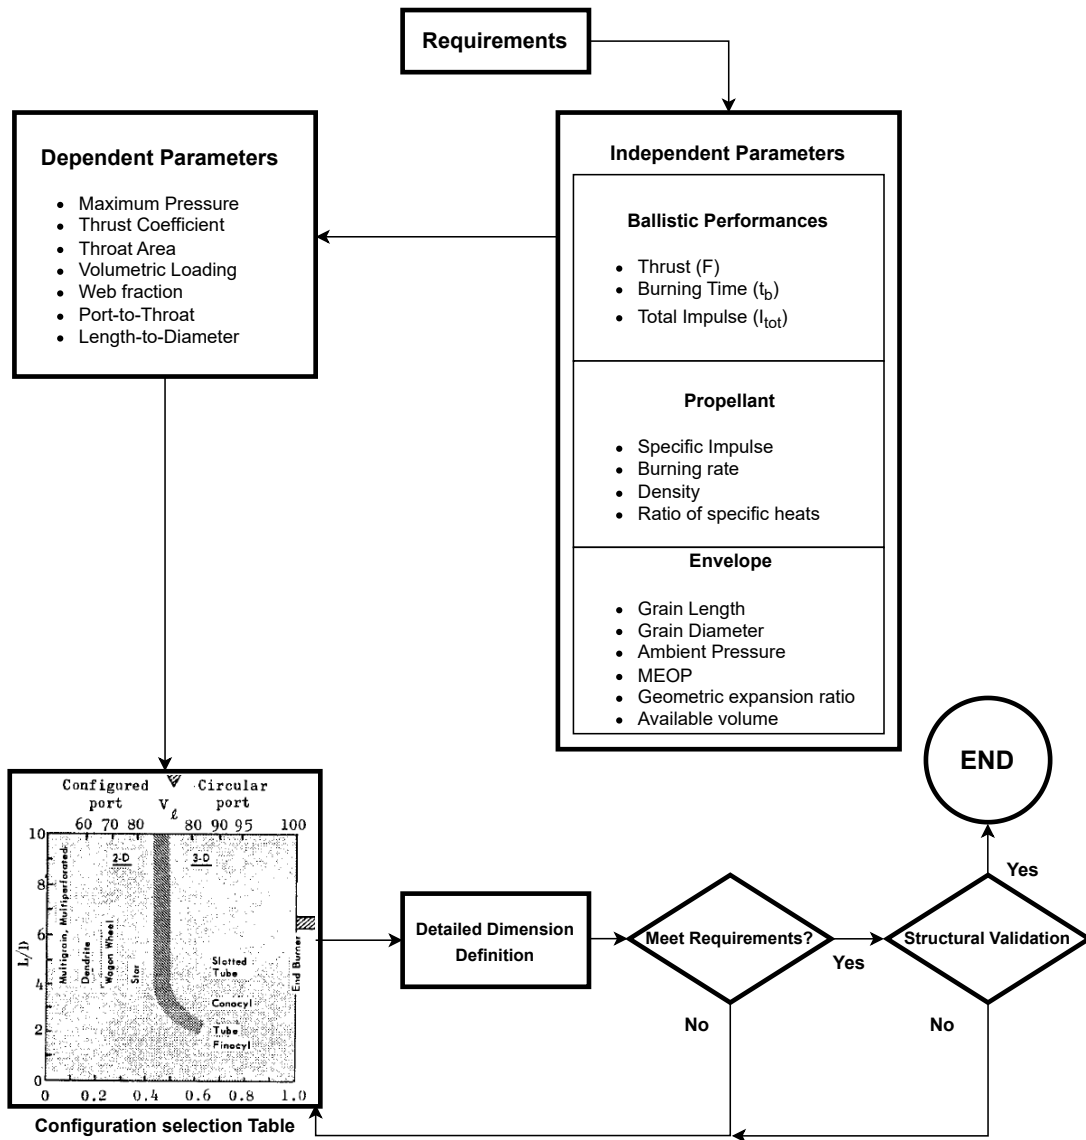 Requirements
Dependent Parameters
Maximum Pressure
Thrust Coefficient
Throat Area
Volumetric Loading
Web fraction
Port-to-Throat
Length-to-Diameter
Independent Parameters
Ballistic Performances
Thrust (F)
Burning Time (t_b)
Total Impulse (I_tot)
Propellant
Specific Impulse
Burning rate
Density
Ratio of specific heats
Envelope
Grain Length
Grain Diameter
Ambient Pressure
MEOP
Geometric expansion ratio
Available volume
END
Configured port
V_ℓ
Circular port
60 70 80 80 90 95 100
10
8
6
4
2
0
L/D
2-D
3-D
Multigrain, Multiperforated
Dendrite
Wagon Wheel
Star
Slotted Tube
Conocyl
Tube
Finocyl
End Burner
0 0.2 0.4 0.6 0.8 1.0
Configuration selection Table
Detailed Dimension
Definition
Meet Requirements?
Yes
No
Structural Validation
Yes
No